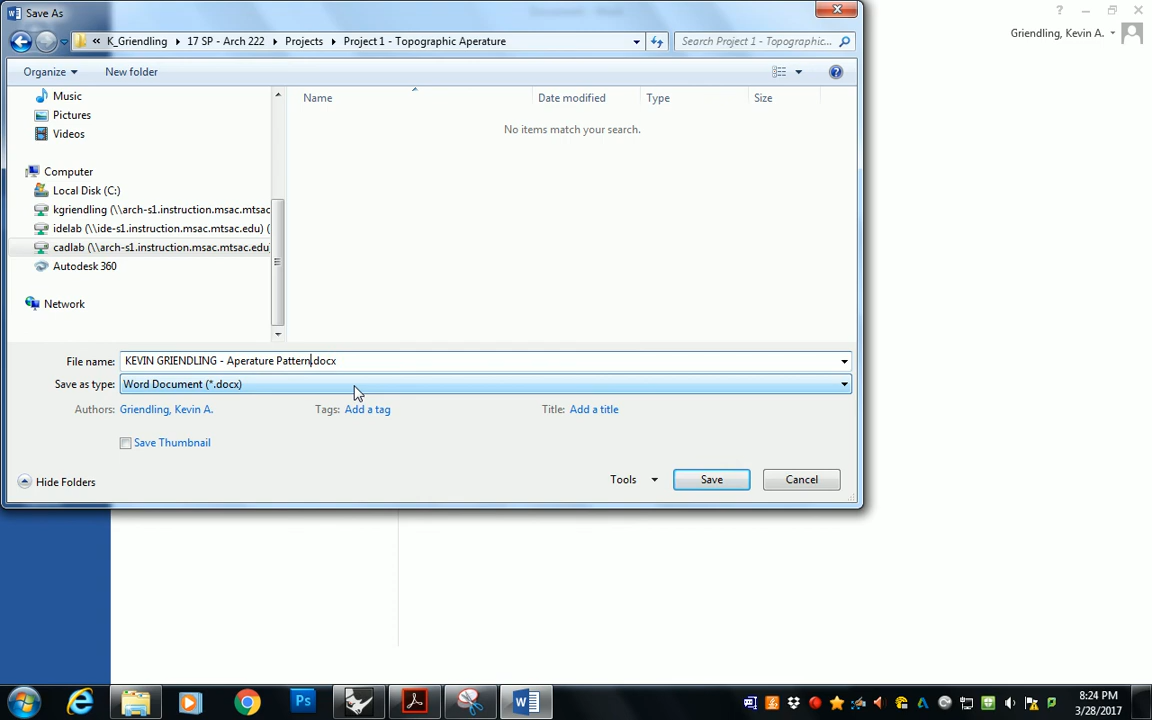 Save As
Document - Word
? 
« K_Griendling 17 SP - Arch 222 Projects Project 1 - Topographic Aperature
Search Project 1 - Topographic...
Griendling, Kevin A.
Organize New folder ?
Music
Pictures
Videos
Computer
Local Disk (C:)
kgriendling (\\arch-s1.instruction.msac.mtsac
idelab (\\ide-s1.instruction.msac.mtsac.edu) (
cadlab (\\arch-s1.instruction.msac.mtsac.edu
Autodesk 360
Network
Name Date modified Type Size
No items match your search.
File name: KEVIN GRIENDLING - Aperature Pattern.docx
Save as type: Word Document (*.docx)
Authors: Griendling, Kevin A. Tags: Add a tag Title: Add a title
Save Thumbnail
Hide Folders Tools Save Cancel
Ps
8:24 PM
3/28/2017